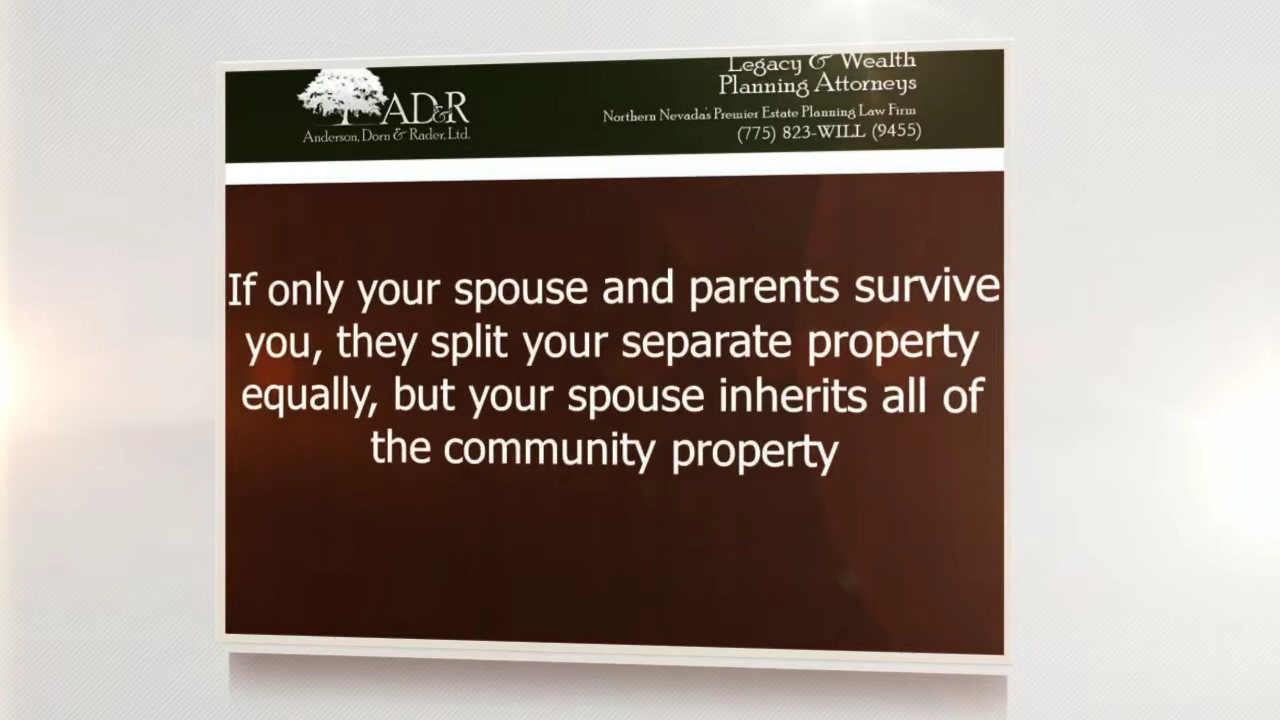 AD&R
Anderson, Dorn & Rader, Ltd.
Legacy & Wealth
Planning Attorneys
Northern Nevada's Premier Estate Planning Law Firm
(775) 823-WILL (9455)
If only your spouse and parents survive
you, they split your separate property
equally, but your spouse inherits all of
the community property